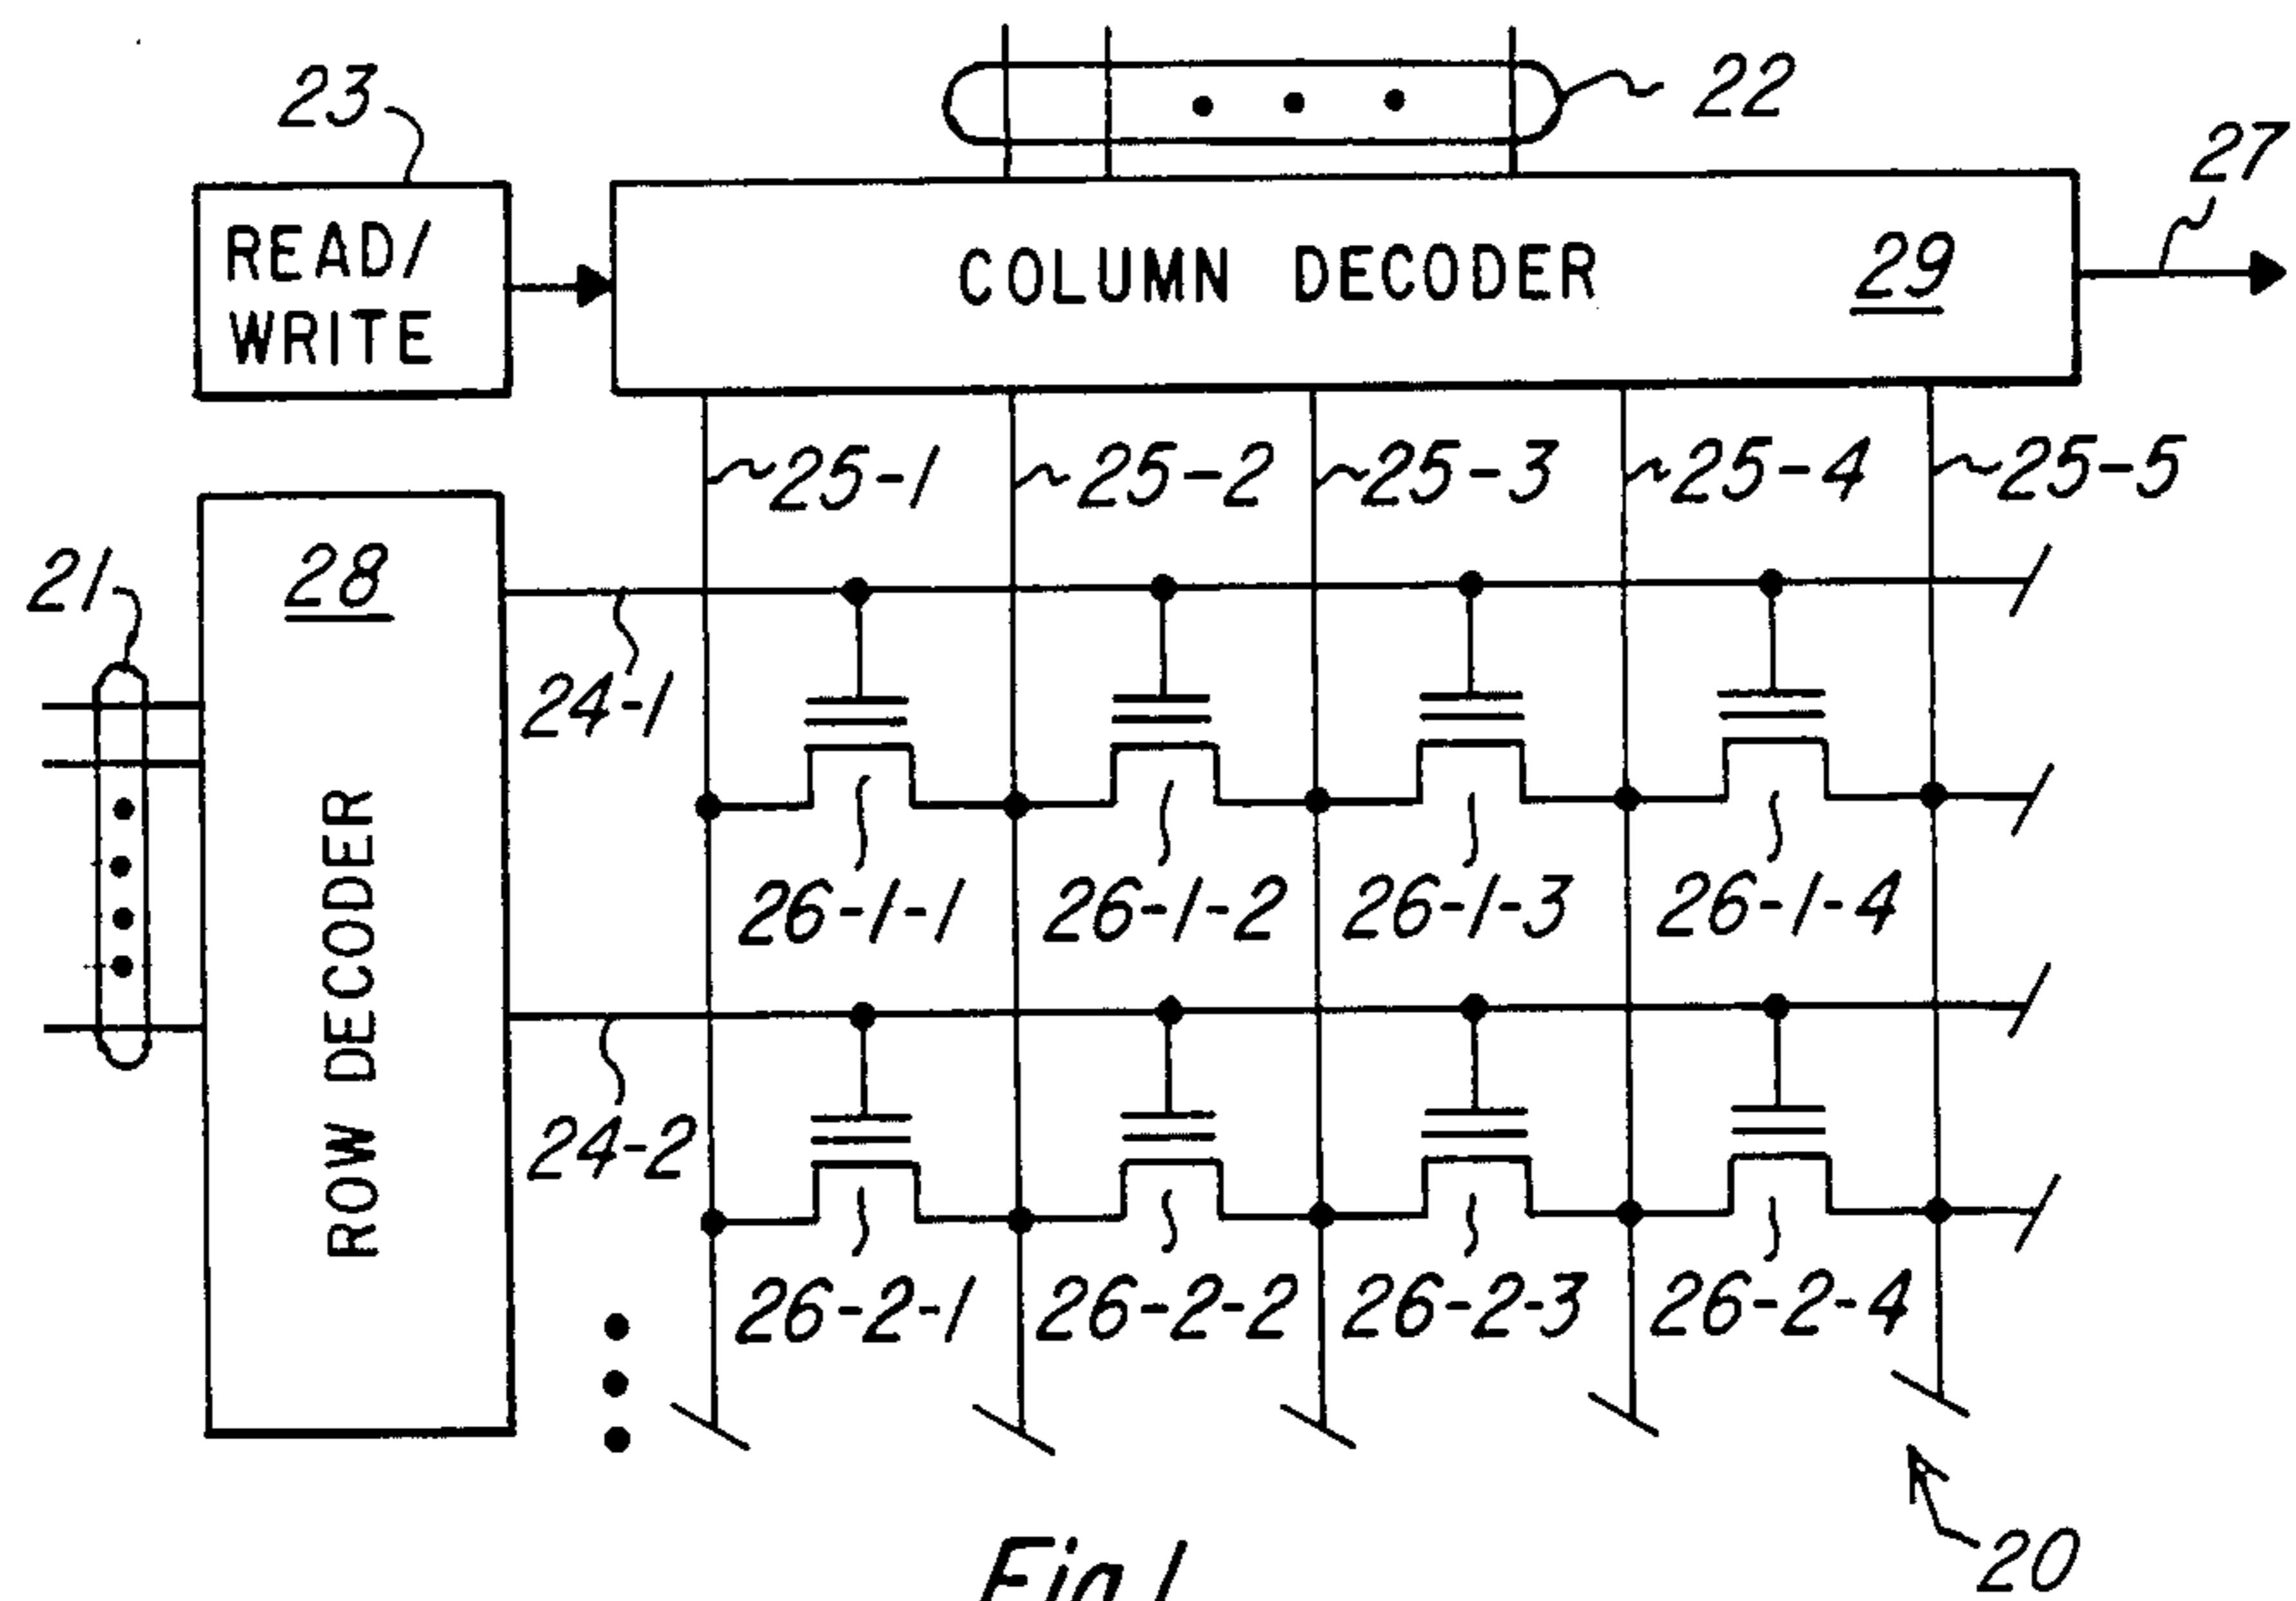 23
22
27
READ/
WRITE
COLUMN DECODER 29
25-1 25-2 25-3 25-4 25-5
21
28
24-1
ROW DECODER
26-1-1 26-1-2 26-1-3 26-1-4
24-2
26-2-1 26-2-2 26-2-3 26-2-4
20
Fig. 1